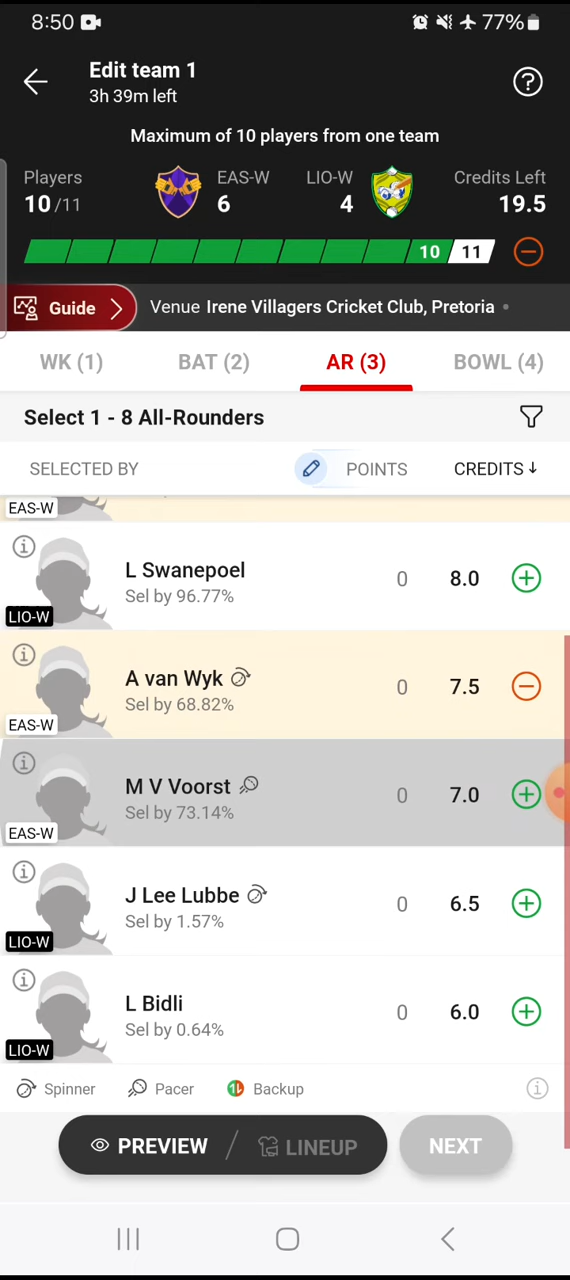 8:50 77%
Edit team 1
3h 39m left
Maximum of 10 players from one team
Players EAS-W LIO-W Credits Left
10/11 6 4 19.5
10 11
Guide Venue Irene Villagers Cricket Club, Pretoria
WK (1) BAT (2) AR (3) BOWL (4)
Select 1 - 8 All-Rounders
SELECTED BY POINTS CREDITS↓
EAS-W
L Swanepoel 0 8.0
Sel by 96.77%
LIO-W
A van Wyk 0 7.5
Sel by 68.82%
EAS-W
M V Voorst 0 7.0
Sel by 73.14%
EAS-W
J Lee Lubbe 0 6.5
Sel by 1.57%
LIO-W
L Bidli 0 6.0
Sel by 0.64%
LIO-W
Spinner Pacer Backup
PREVIEW / LINEUP NEXT